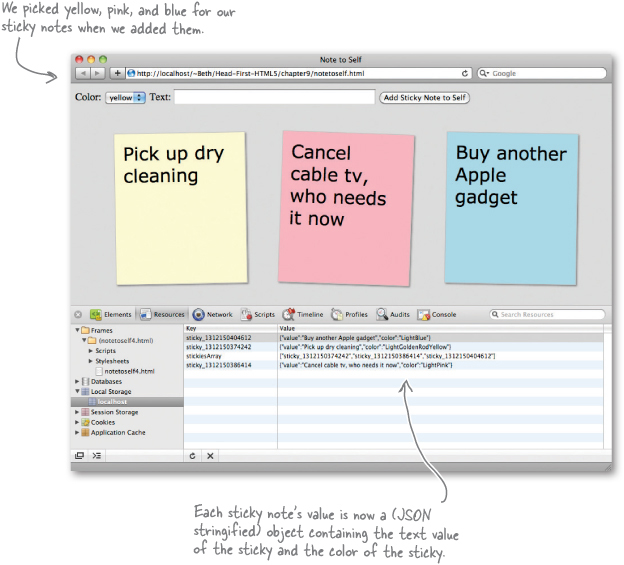 We picked yellow, pink, and blue for our
sticky notes when we added them.
Note to Self
http://localhost/~Beth/Head-First-HTML5/chapter9/notetoself.html
Google
Color: yellow Text: Add Sticky Note to Self
Pick up dry
cleaning
Cancel
cable tv,
who needs
it now
Buy another
Apple
gadget
Elements Resources Network Scripts Timeline Profiles Audits Console Search Resources
Frames
(notetoself4.html)
Scripts
Stylesheets
notetoself4.html
Databases
Local Storage
localhost
Session Storage
Cookies
Application Cache
Key Value
sticky_1312150404612 {"value":"Buy another Apple gadget","color":"LightBlue"}
sticky_1312150374242 {"value":"Pick up dry cleaning","color":"LightGoldenRodYellow"}
stickiesArray ["sticky_1312150374242","sticky_1312150386414","sticky_1312150404612"]
sticky_1312150386414 {"value":"Cancel cable tv, who needs it now","color":"LightPink"}
Each sticky note's value is now a (JSON
stringified) object containing the text value
of the sticky and the color of the sticky.